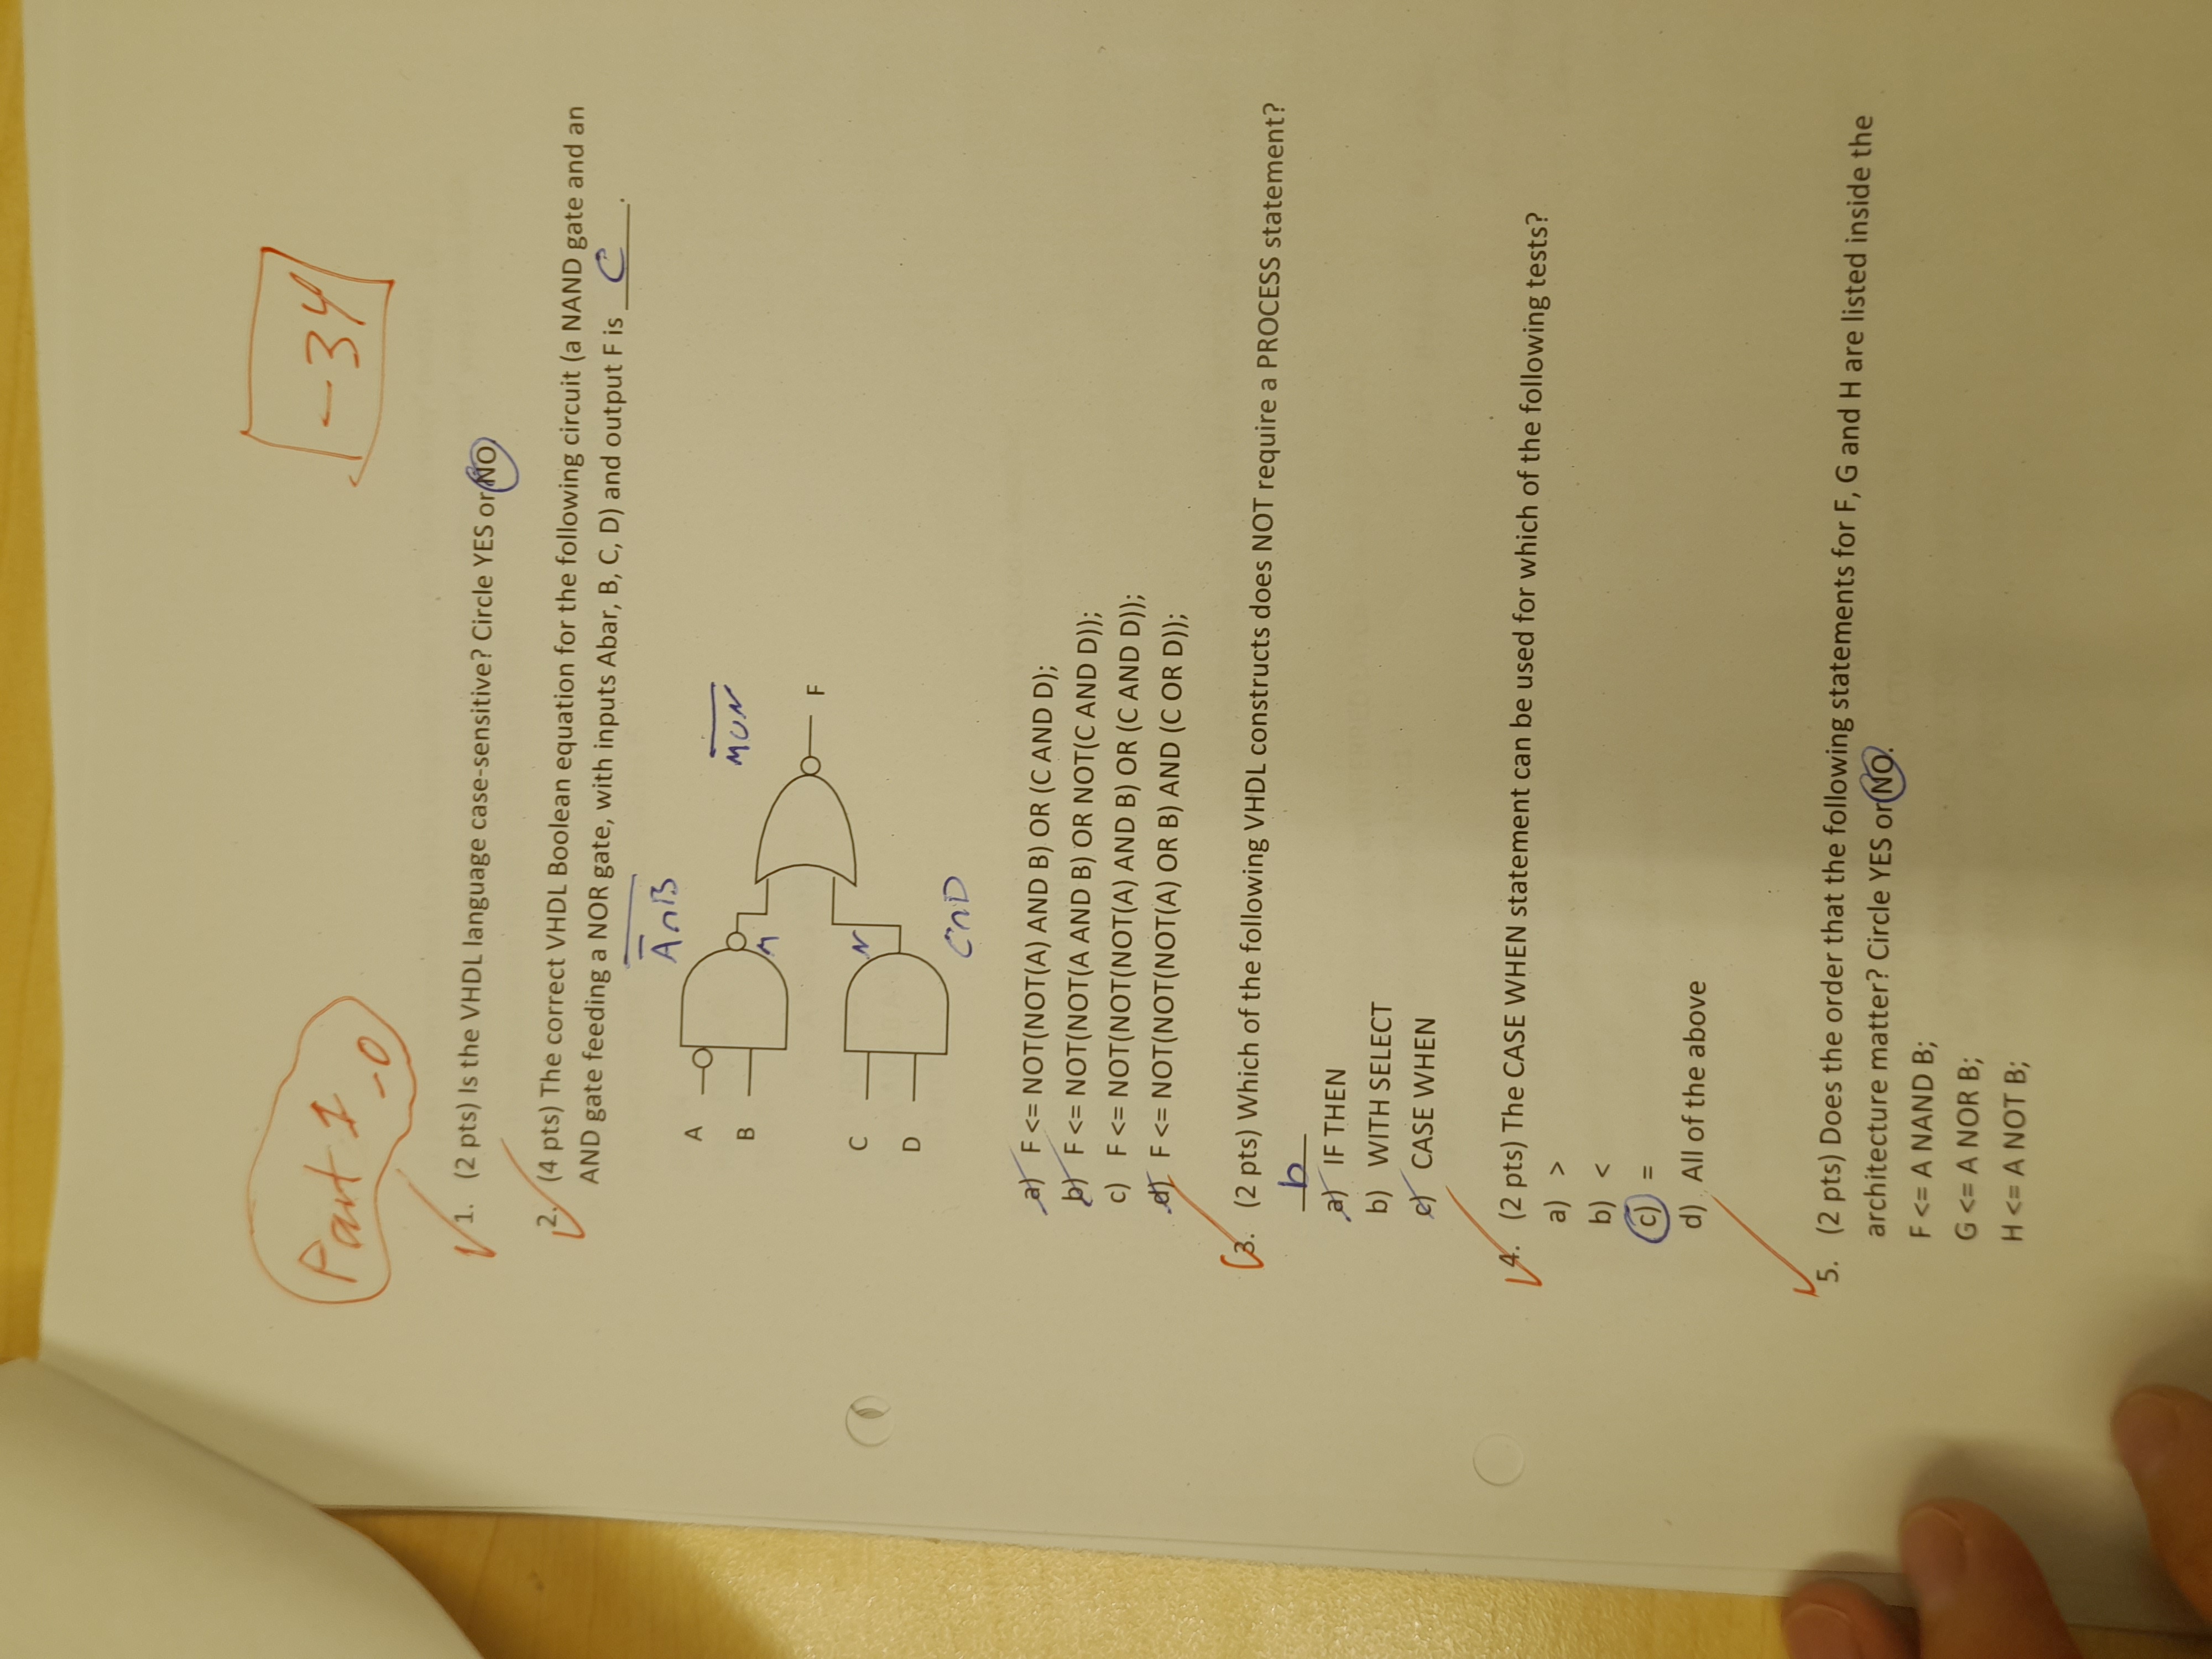 Part 1
-0
-34
1. (2 pts) Is the VHDL language case-sensitive? Circle YES or NO.
2. (4 pts) The correct VHDL Boolean equation for the following circuit (a NAND gate and an
AND gate feeding a NOR gate, with inputs Abar, B, C, D) and output F is C.
A̅∩B
A
B
M
M∪N
F
C
D
N
C∩D
a) F <= NOT(NOT(A) AND B) OR (C AND D);
b) F <= NOT(NOT(A AND B) OR NOT(C AND D));
c) F <= NOT(NOT(NOT(A) AND B) OR (C AND D));
d) F <= NOT(NOT(NOT(A) OR B) AND (C OR D));
3. (2 pts) Which of the following VHDL constructs does NOT require a PROCESS statement?
b
a) IF THEN
b) WITH SELECT
c) CASE WHEN
4. (2 pts) The CASE WHEN statement can be used for which of the following tests?
a) >
b) <
c) =
d) All of the above
5. (2 pts) Does the order that the following statements for F, G and H are listed inside the
architecture matter? Circle YES or NO.
F <= A NAND B;
G <= A NOR B;
H <= A NOT B;